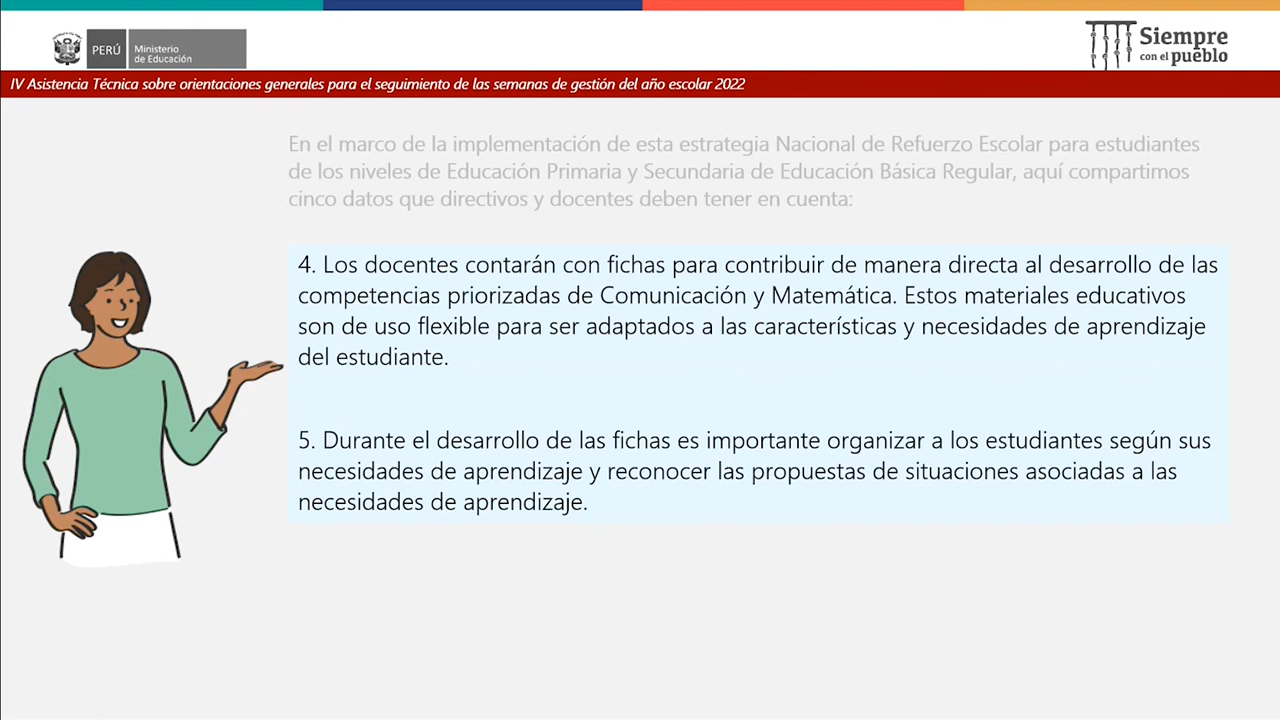 PERÚ
Ministerio
de Educación
Siempre
con el pueblo
IV Asistencia Técnica sobre orientaciones generales para el seguimiento de las semanas de gestión del año escolar 2022
En el marco de la implementación de esta estrategia Nacional de Refuerzo Escolar para estudiantes
de los niveles de Educación Primaria y Secundaria de Educación Básica Regular, aquí compartimos
cinco datos que directivos y docentes deben tener en cuenta:
4. Los docentes contarán con fichas para contribuir de manera directa al desarrollo de las
competencias priorizadas de Comunicación y Matemática. Estos materiales educativos
son de uso flexible para ser adaptados a las características y necesidades de aprendizaje
del estudiante.
5. Durante el desarrollo de las fichas es importante organizar a los estudiantes según sus
necesidades de aprendizaje y reconocer las propuestas de situaciones asociadas a las
necesidades de aprendizaje.